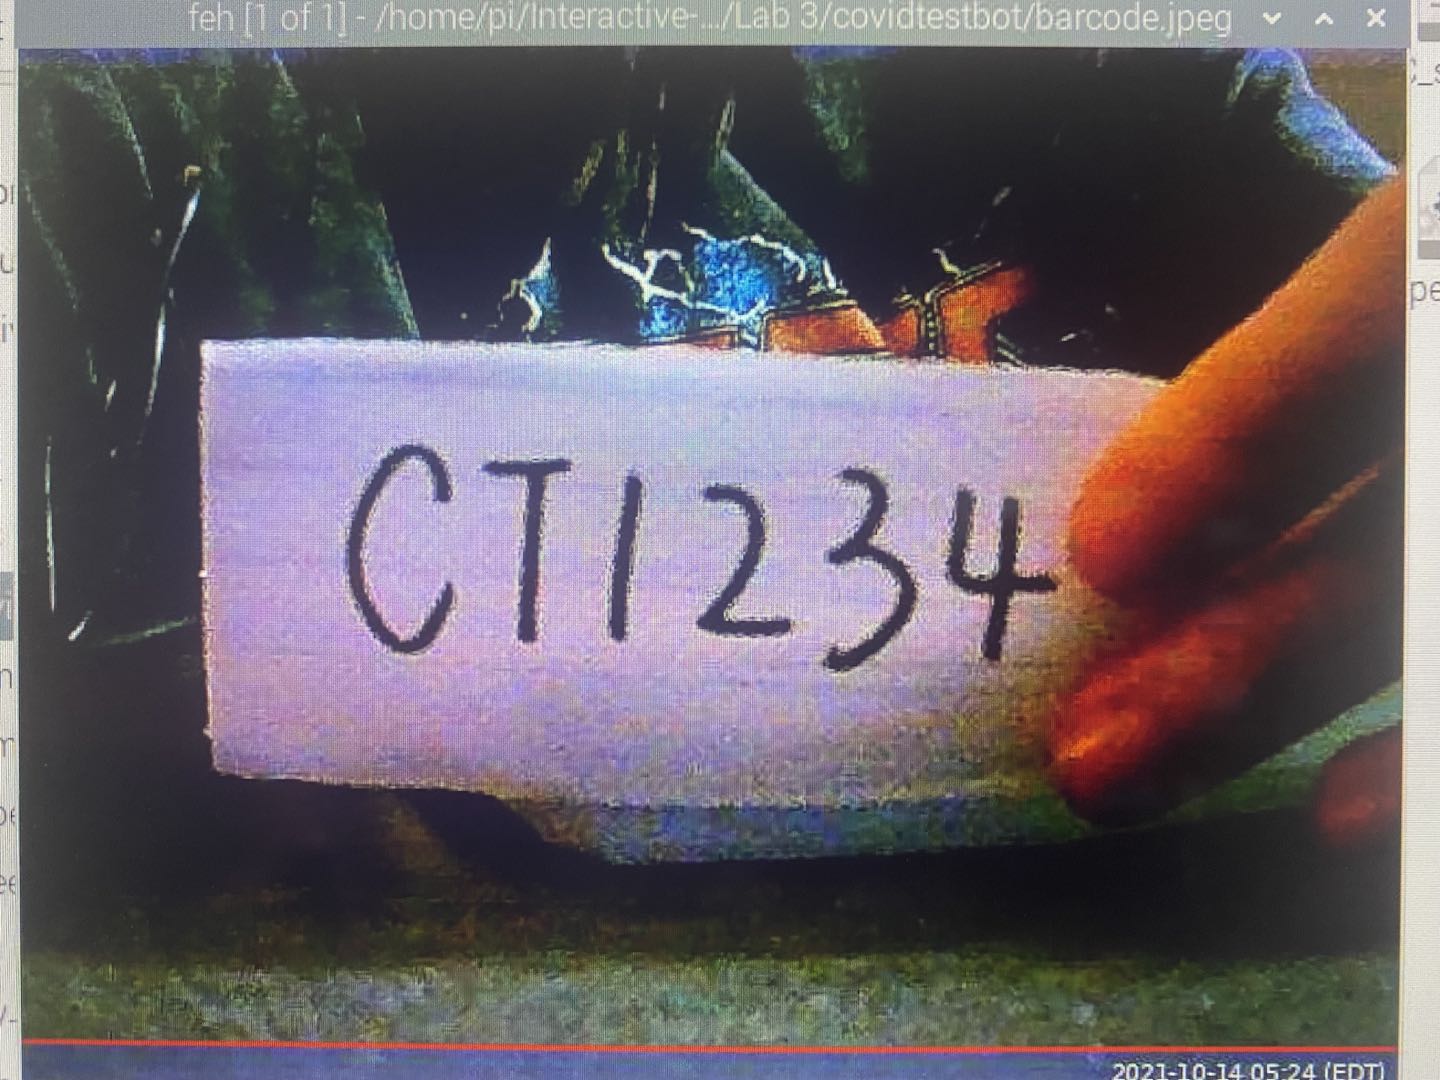 feh [1 of 1] - /home/pi/Interactive-.../Lab 3/covidtestbot/barcode.jpeg
CT1234
2021-10-14 05:24 (EDT)